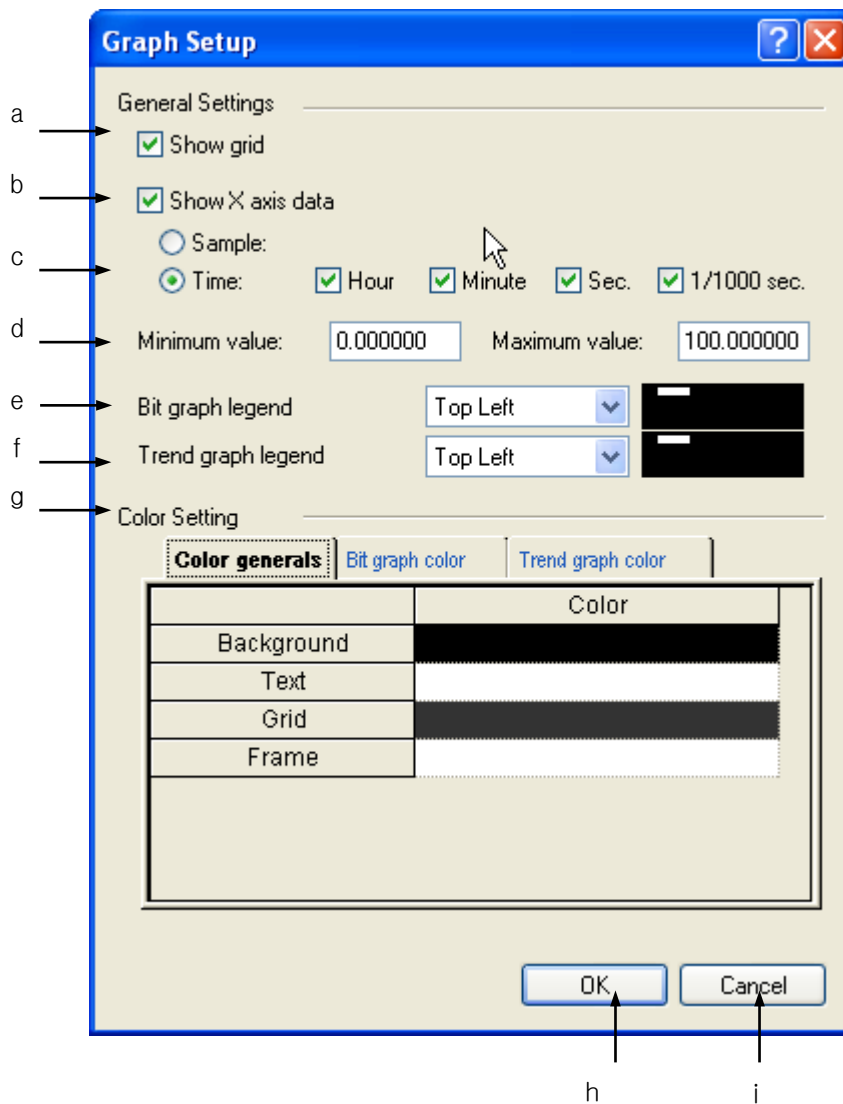 Graph Setup
General Settings
a
Show grid
b
Show X axis data
Sample:
c
Time: Hour Minute Sec. 1/1000 sec.
d
Minimum value: 0.000000 Maximum value: 100.000000
e
Bit graph legend Top Left
f
Trend graph legend Top Left
g
Color Setting
Color generals Bit graph color Trend graph color
Color
Background
Text
Grid
Frame
OK Cancel
h i